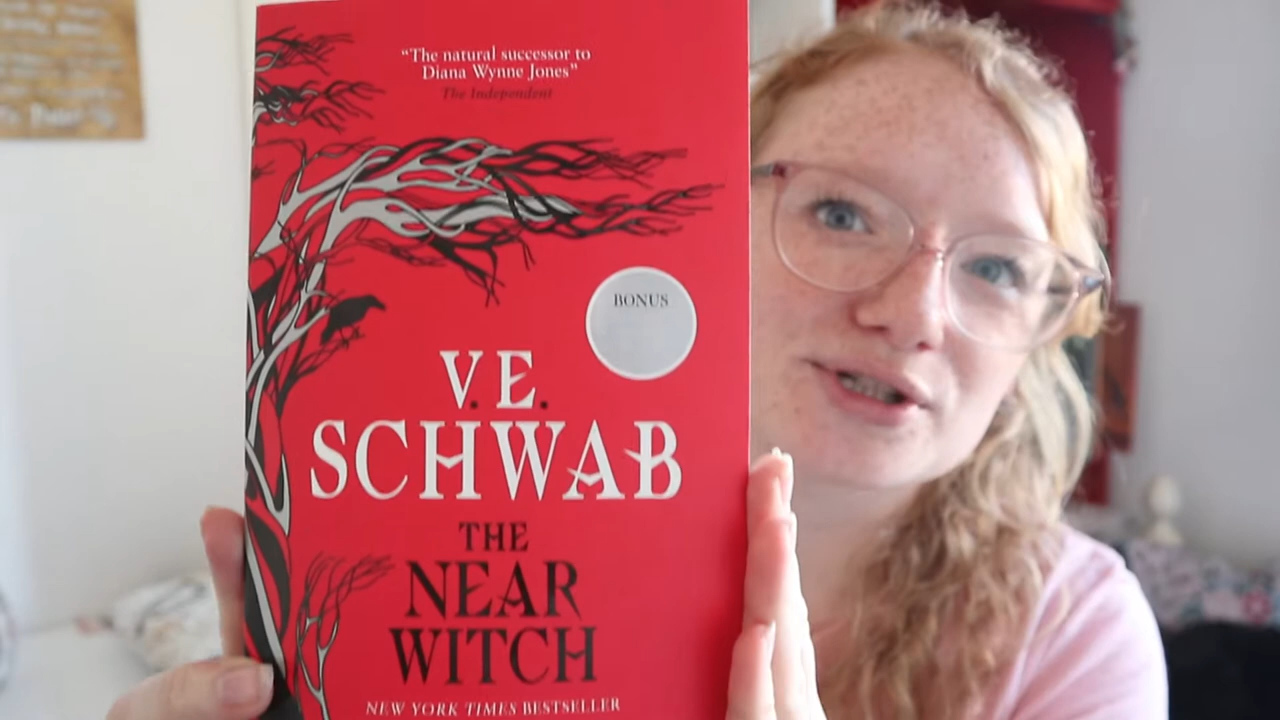 “The natural successor to
Diana Wynne Jones”
The Independent
BONUS
V.E.
SCHWAB
THE
NEAR
WITCH
NEW YORK TIMES BESTSELLER